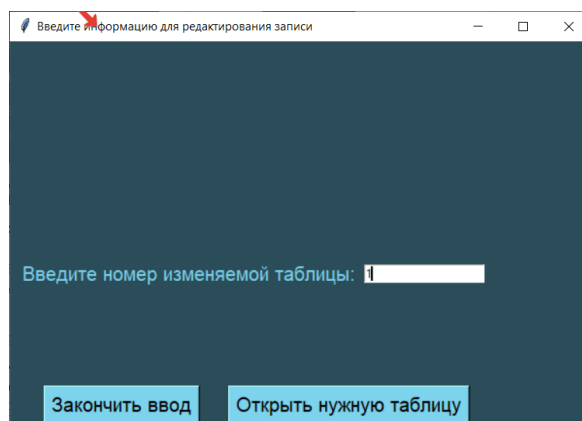 Введите информацию для редактирования записи
Введите номер изменяемой таблицы: 1
Закончить ввод Открыть нужную таблицу